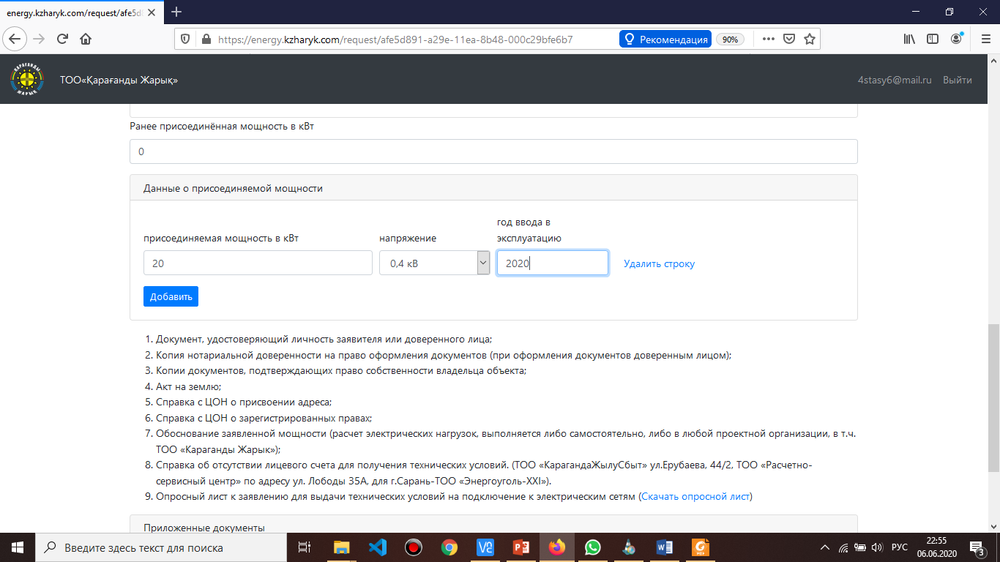 energy.kzharyk.com/request/afe5d8
https://energy.kzharyk.com/request/afe5d891-a29e-11ea-8b48-000c29bfe6b7
Рекомендация
90%
ҚАРАҒАНДЫ
ЖАРЫҚ
ТОО«Қарағанды Жарық»
4stasy6@mail.ru
Выйти
Ранее присоединённая мощность в кВт
0
Данные о присоединяемой мощности
присоединяемая мощность в кВт
напряжение
год ввода в
эксплуатацию
20
0,4 кВ
2020
Удалить строку
Добавить
1. Документ, удостоверяющий личность заявителя или доверенного лица;
2. Копия нотариальной доверенности на право оформления документов (при оформления документов доверенным лицом);
3. Копии документов, подтверждающих право собственности владельца объекта;
4. Акт на землю;
5. Справка с ЦОН о присвоении адреса;
6. Справка с ЦОН о зарегистрированных правах;
7. Обоснование заявленной мощности (расчет электрических нагрузок, выполняется либо самостоятельно, либо в любой проектной организации, в т.ч.
ТОО «Караганды Жарык»);
8. Справка об отсутствии лицевого счета для получения технических условий. (ТОО «КарагандаЖылуСбыт» ул.Ерубаева, 44/2, ТОО «Расчетно-
сервисный центр» по адресу ул. Лободы 35А, для г.Сарань-ТОО «Энергоуголь-XXI»).
9. Опросный лист к заявлению для выдачи технических условий на подключение к электрическим сетям (Скачать опросной лист)
Приложенные документы
Введите здесь текст для поиска
РУС
22:55
06.06.2020
3